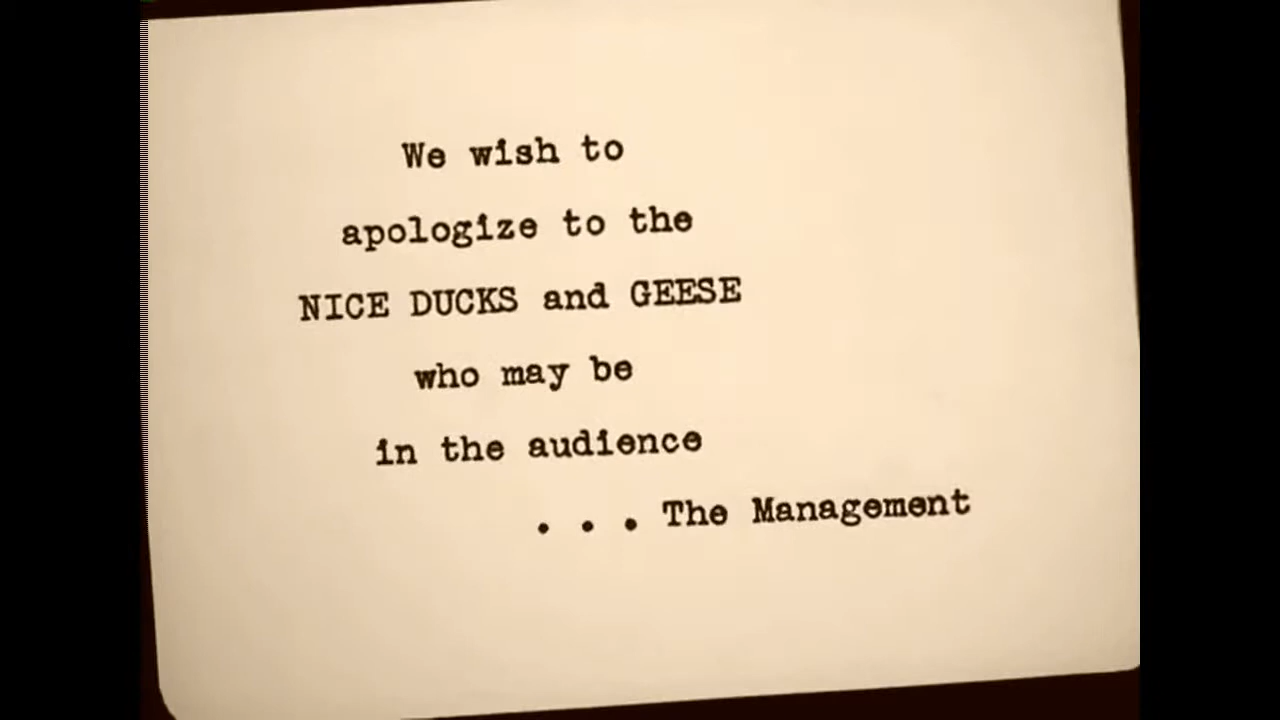 We wish to
apologize to the
NICE DUCKS and GEESE
who may be
in the audience
. . . The Management